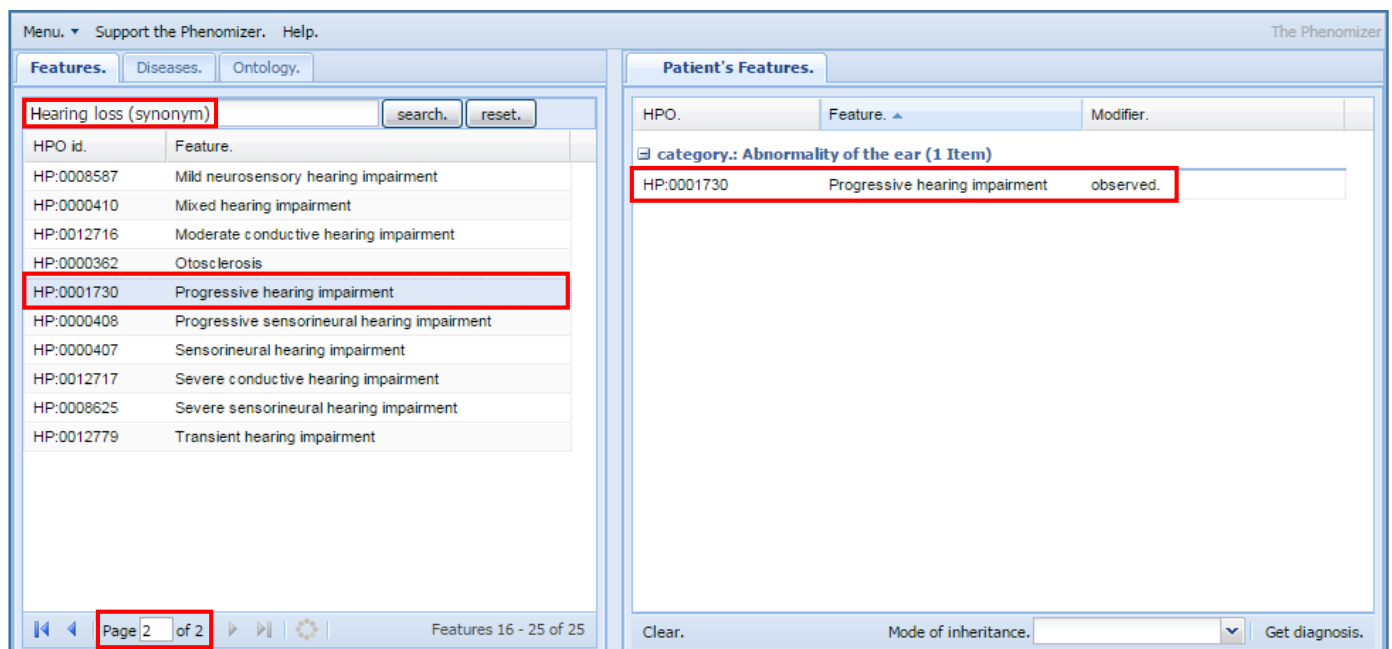 Menu. Support the Phenomizer. Help. The Phenomizer
Features. Diseases. Ontology.
Hearing loss (synonym) search. reset.
HPO id. Feature.
HP:0008587 Mild neurosensory hearing impairment
HP:0000410 Mixed hearing impairment
HP:0012716 Moderate conductive hearing impairment
HP:0000362 Otosclerosis
HP:0001730 Progressive hearing impairment
HP:0000408 Progressive sensorineural hearing impairment
HP:0000407 Sensorineural hearing impairment
HP:0012717 Severe conductive hearing impairment
HP:0008625 Severe sensorineural hearing impairment
HP:0012779 Transient hearing impairment
Page 2 of 2 Features 16 - 25 of 25
Patient's Features.
HPO. Feature. Modifier.
category.: Abnormality of the ear (1 Item)
HP:0001730 Progressive hearing impairment observed.
Clear. Mode of inheritance. Get diagnosis.